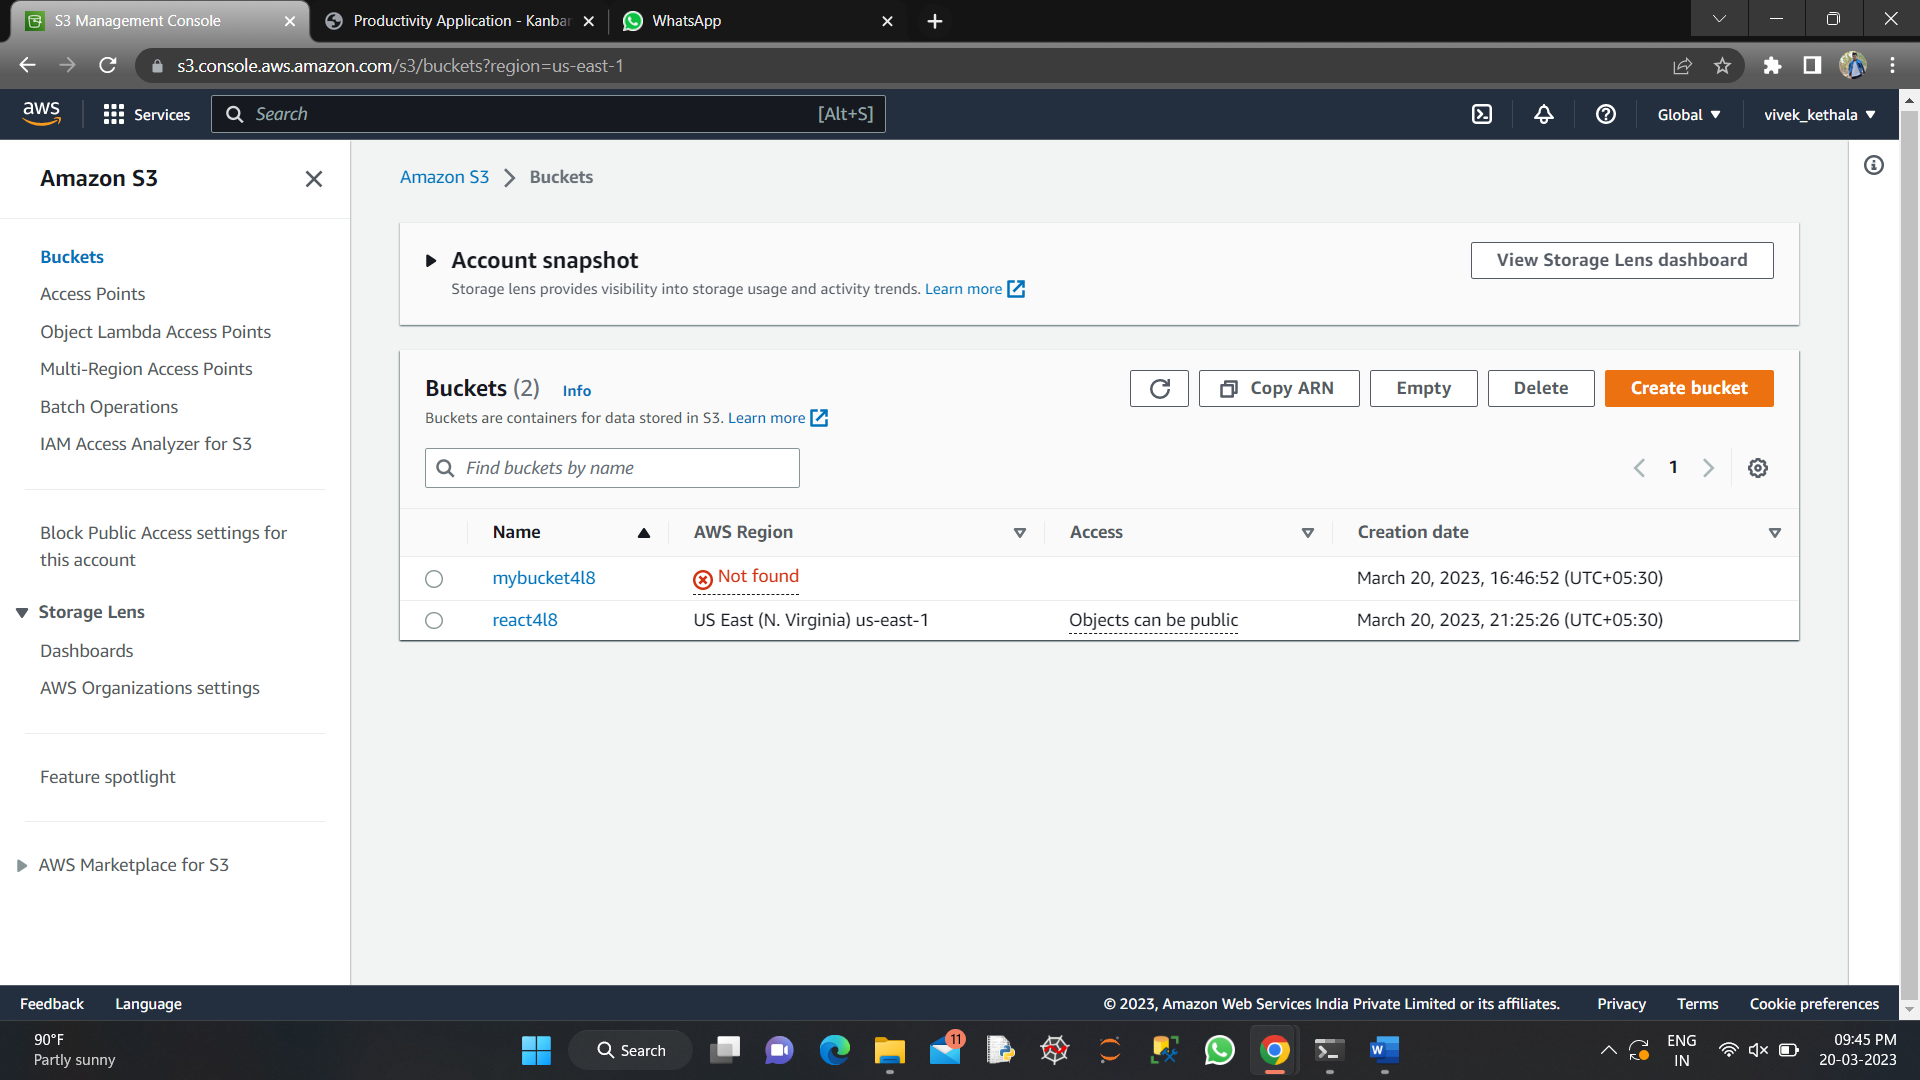 S3 Management Console
Productivity Application - Kanban
WhatsApp
s3.console.aws.amazon.com/s3/buckets?region=us-east-1
aws
Services
Search
[Alt+S]
Global
vivek_kethala
Amazon S3
Buckets
Access Points
Object Lambda Access Points
Multi-Region Access Points
Batch Operations
IAM Access Analyzer for S3
Block Public Access settings for
this account
Storage Lens
Dashboards
AWS Organizations settings
Feature spotlight
AWS Marketplace for S3
Amazon S3 > Buckets
Account snapshot
Storage lens provides visibility into storage usage and activity trends. Learn more
View Storage Lens dashboard
Buckets (2) Info
Buckets are containers for data stored in S3. Learn more
Copy ARN
Empty
Delete
Create bucket
Find buckets by name
1
Name AWS Region Access Creation date
mybucket4l8 Not found March 20, 2023, 16:46:52 (UTC+05:30)
react4l8 US East (N. Virginia) us-east-1 Objects can be public March 20, 2023, 21:25:26 (UTC+05:30)
Feedback Language © 2023, Amazon Web Services India Private Limited or its affiliates. Privacy Terms Cookie preferences
90°F
Partly sunny
Search
11
ENG
IN
09:45 PM
20-03-2023